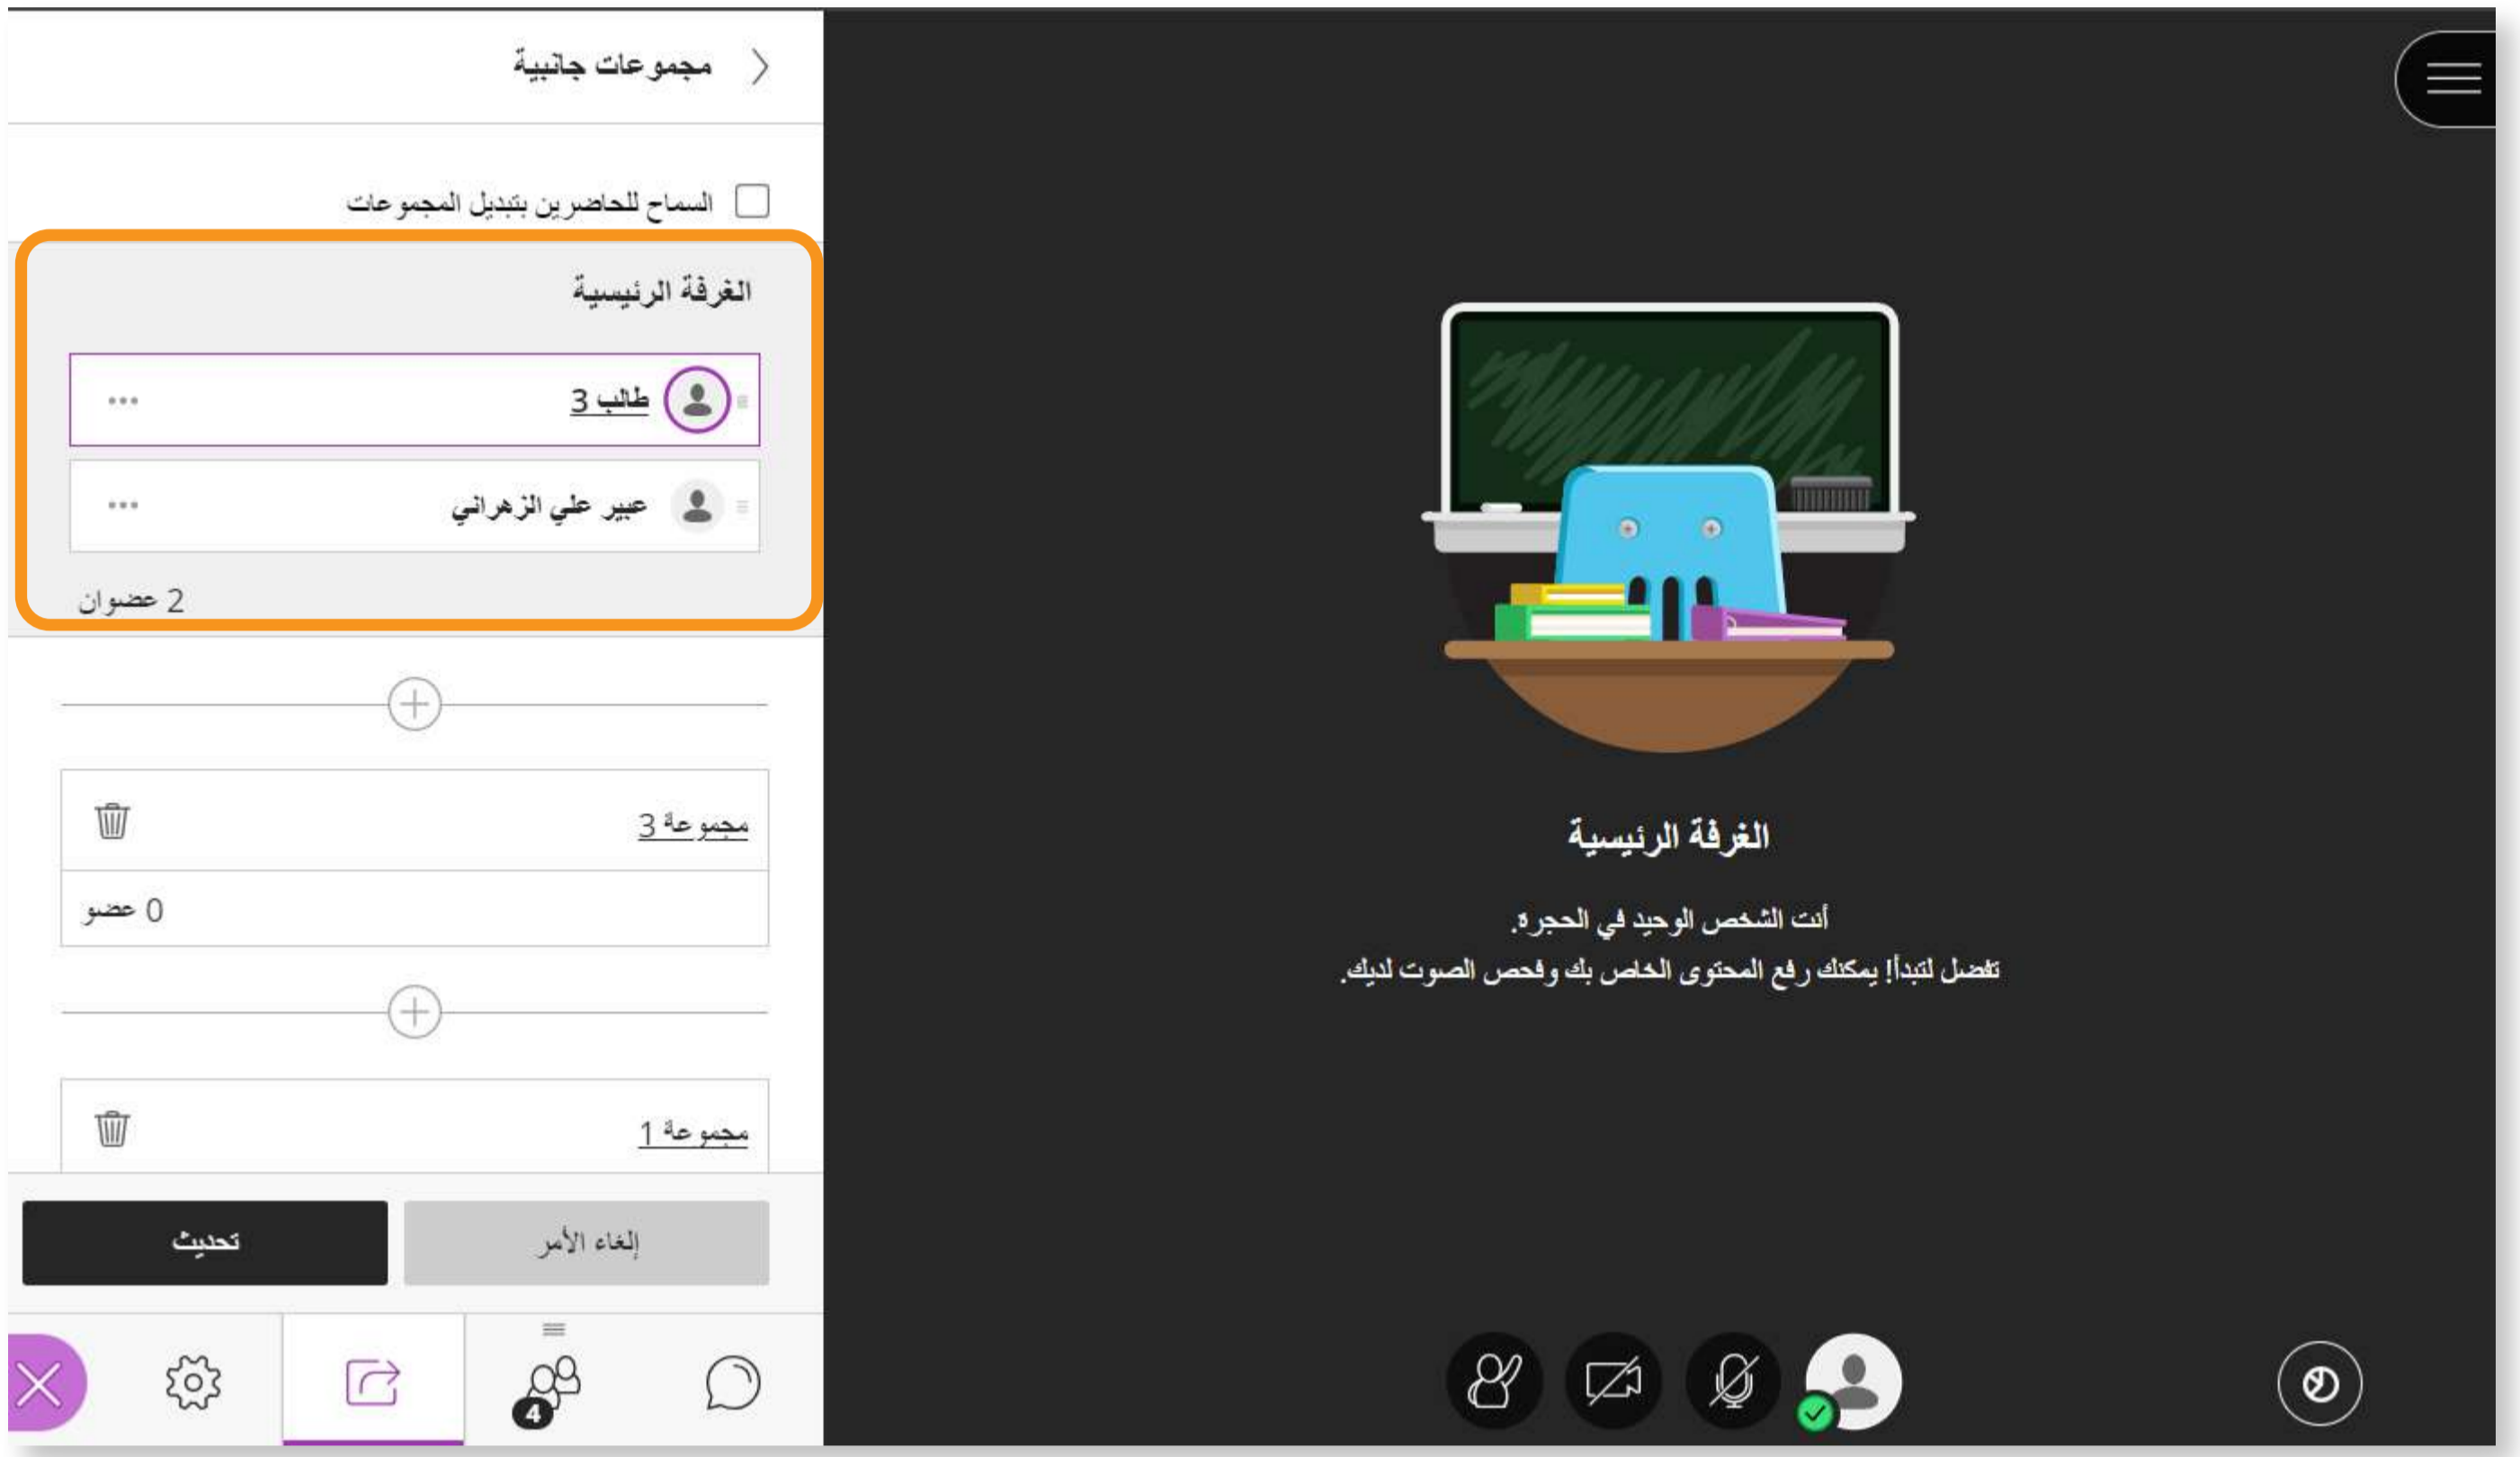 مجموعات جانبية
السماح للحاضرين بتبديل المجموعات
الغرفة الرئيسية
طالب 3
عبير علي الزهراني
2 عضوان
مجموعة 3
0 عضو
مجموعة 1
إلغاء الأمر
تحديث
4
الغرفة الرئيسية
أنت الشخص الوحيد في الحجرة.
تفضل لتبدأ! يمكنك رفع المحتوى الخاص بك وفحص الصوت لديك.